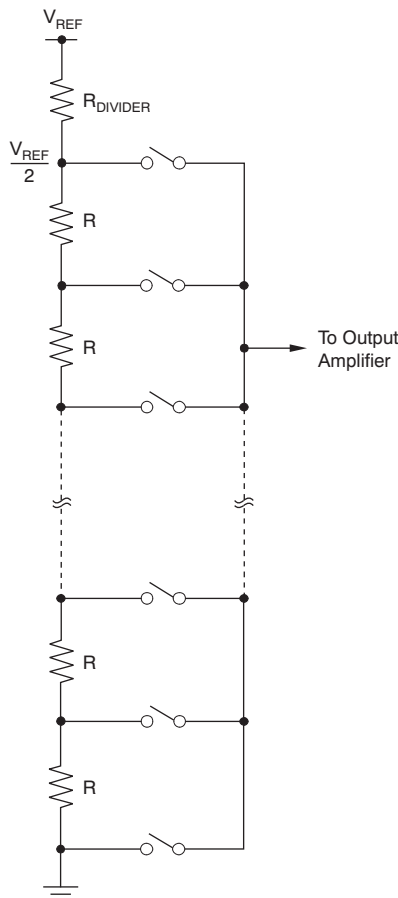 V_REF
R_DIVIDER
V_REF
2
R
R
To Output
Amplifier
R
R